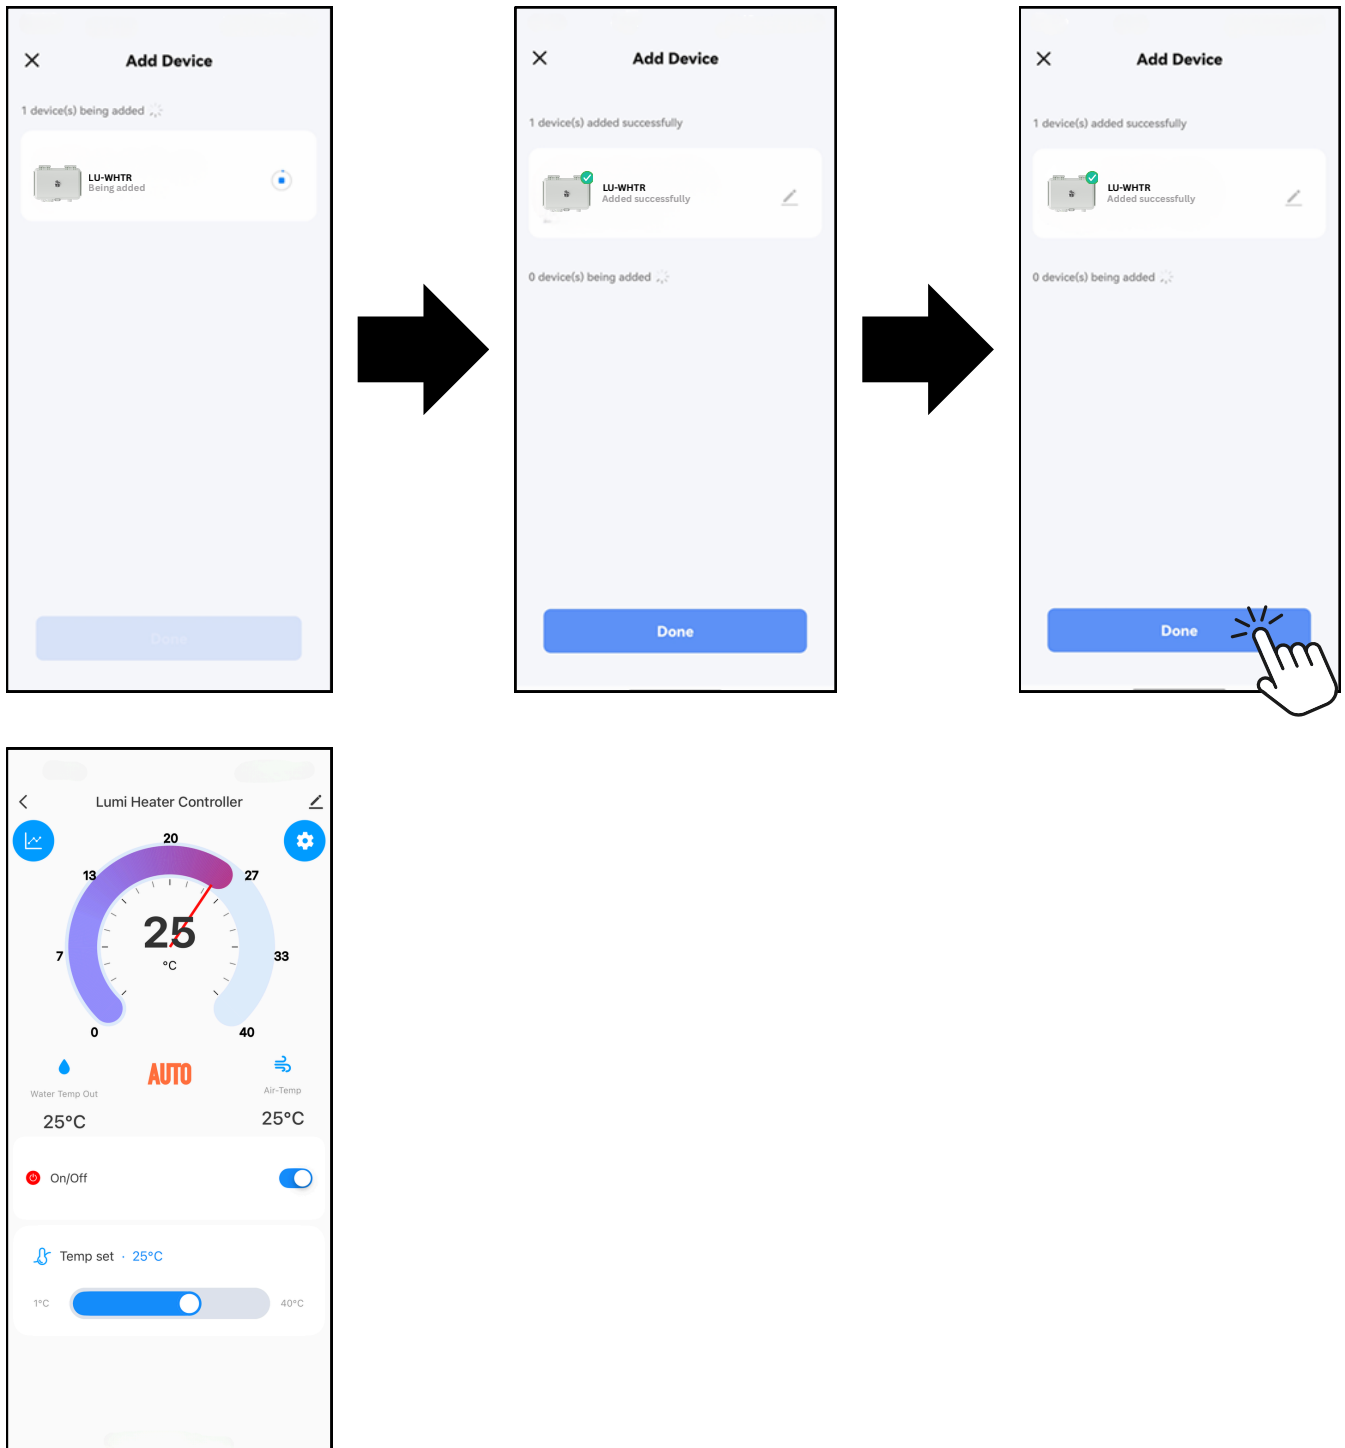 Add Device
1 device(s) being added
LU-WHTR
Being added
Done
Add Device
1 device(s) added successfully
LU-WHTR
Added successfully
0 device(s) being added
Done
Add Device
1 device(s) added successfully
LU-WHTR
Added successfully
0 device(s) being added
Done
Lumi Heater Controller
20
13
27
25
°C
7
33
0
40
AUTO
Water Temp Out
Air-Temp
25°C
25°C
On/Off
Temp set · 25°C
1°C
40°C